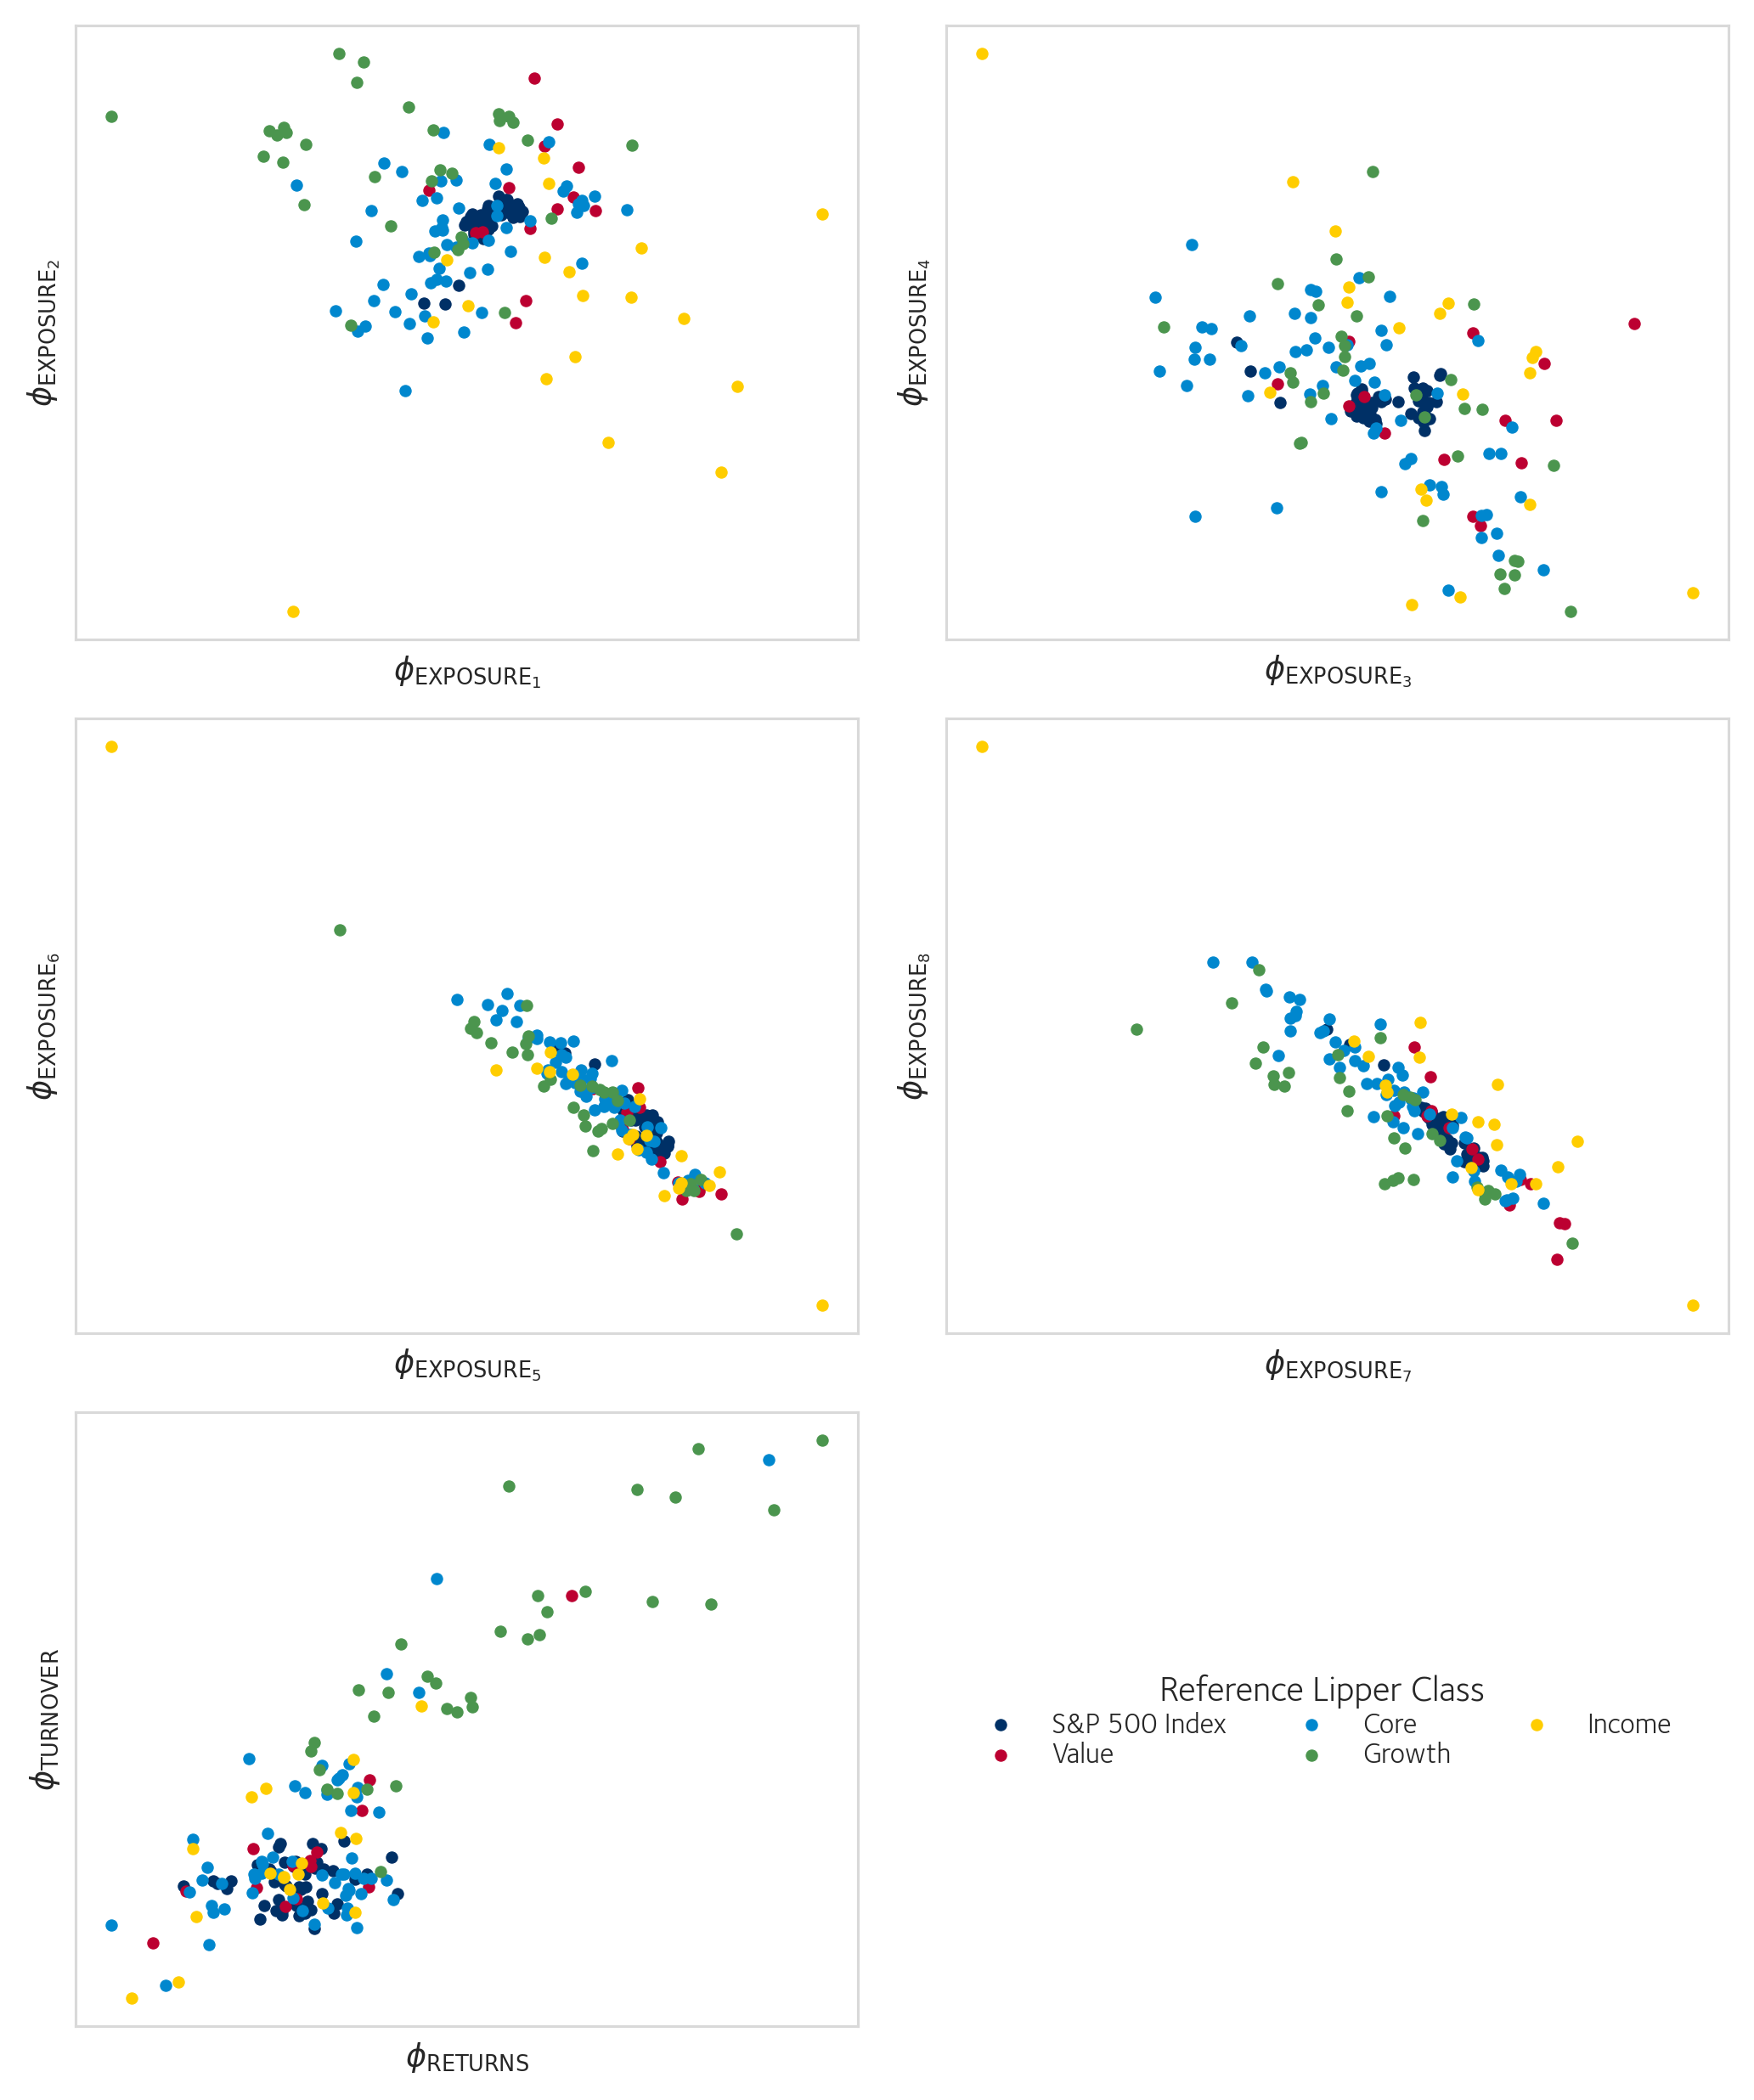 ϕEXPOSURE₂
ϕEXPOSURE₁
ϕEXPOSURE₄
ϕEXPOSURE₃
ϕEXPOSURE₆
ϕEXPOSURE₅
ϕEXPOSURE₈
ϕEXPOSURE₇
ϕTURNOVER
ϕRETURNS
Reference Lipper Class
S&P 500 Index Core Income
Value Growth